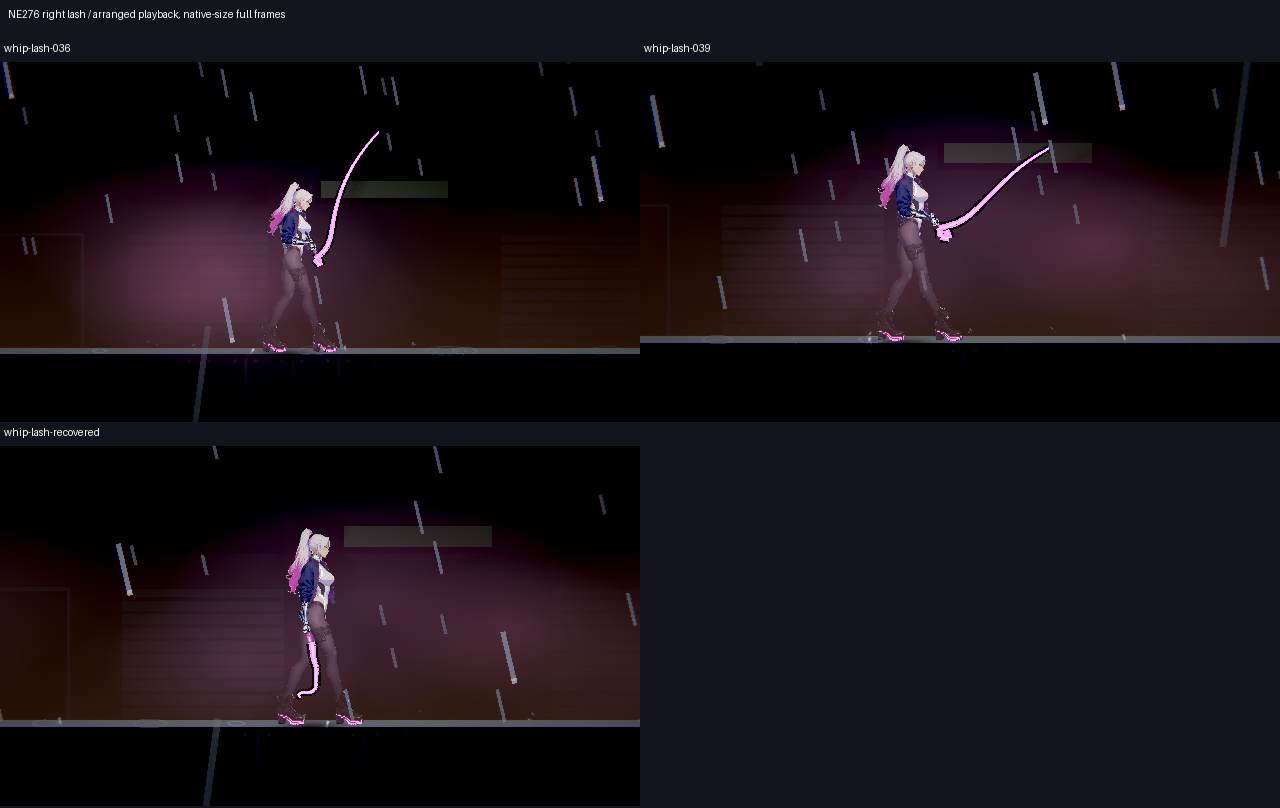 NE276 right lash / arranged playback, native-size full frames
whip-lash-036
whip-lash-039
whip-lash-recovered